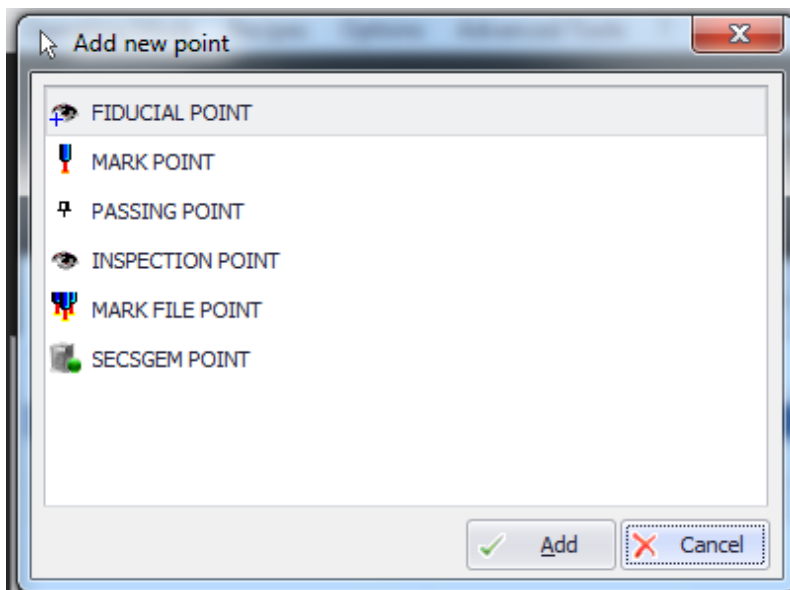 Add new point
FIDUCIAL POINT
MARK POINT
PASSING POINT
INSPECTION POINT
MARK FILE POINT
SECSGEM POINT
Add
Cancel